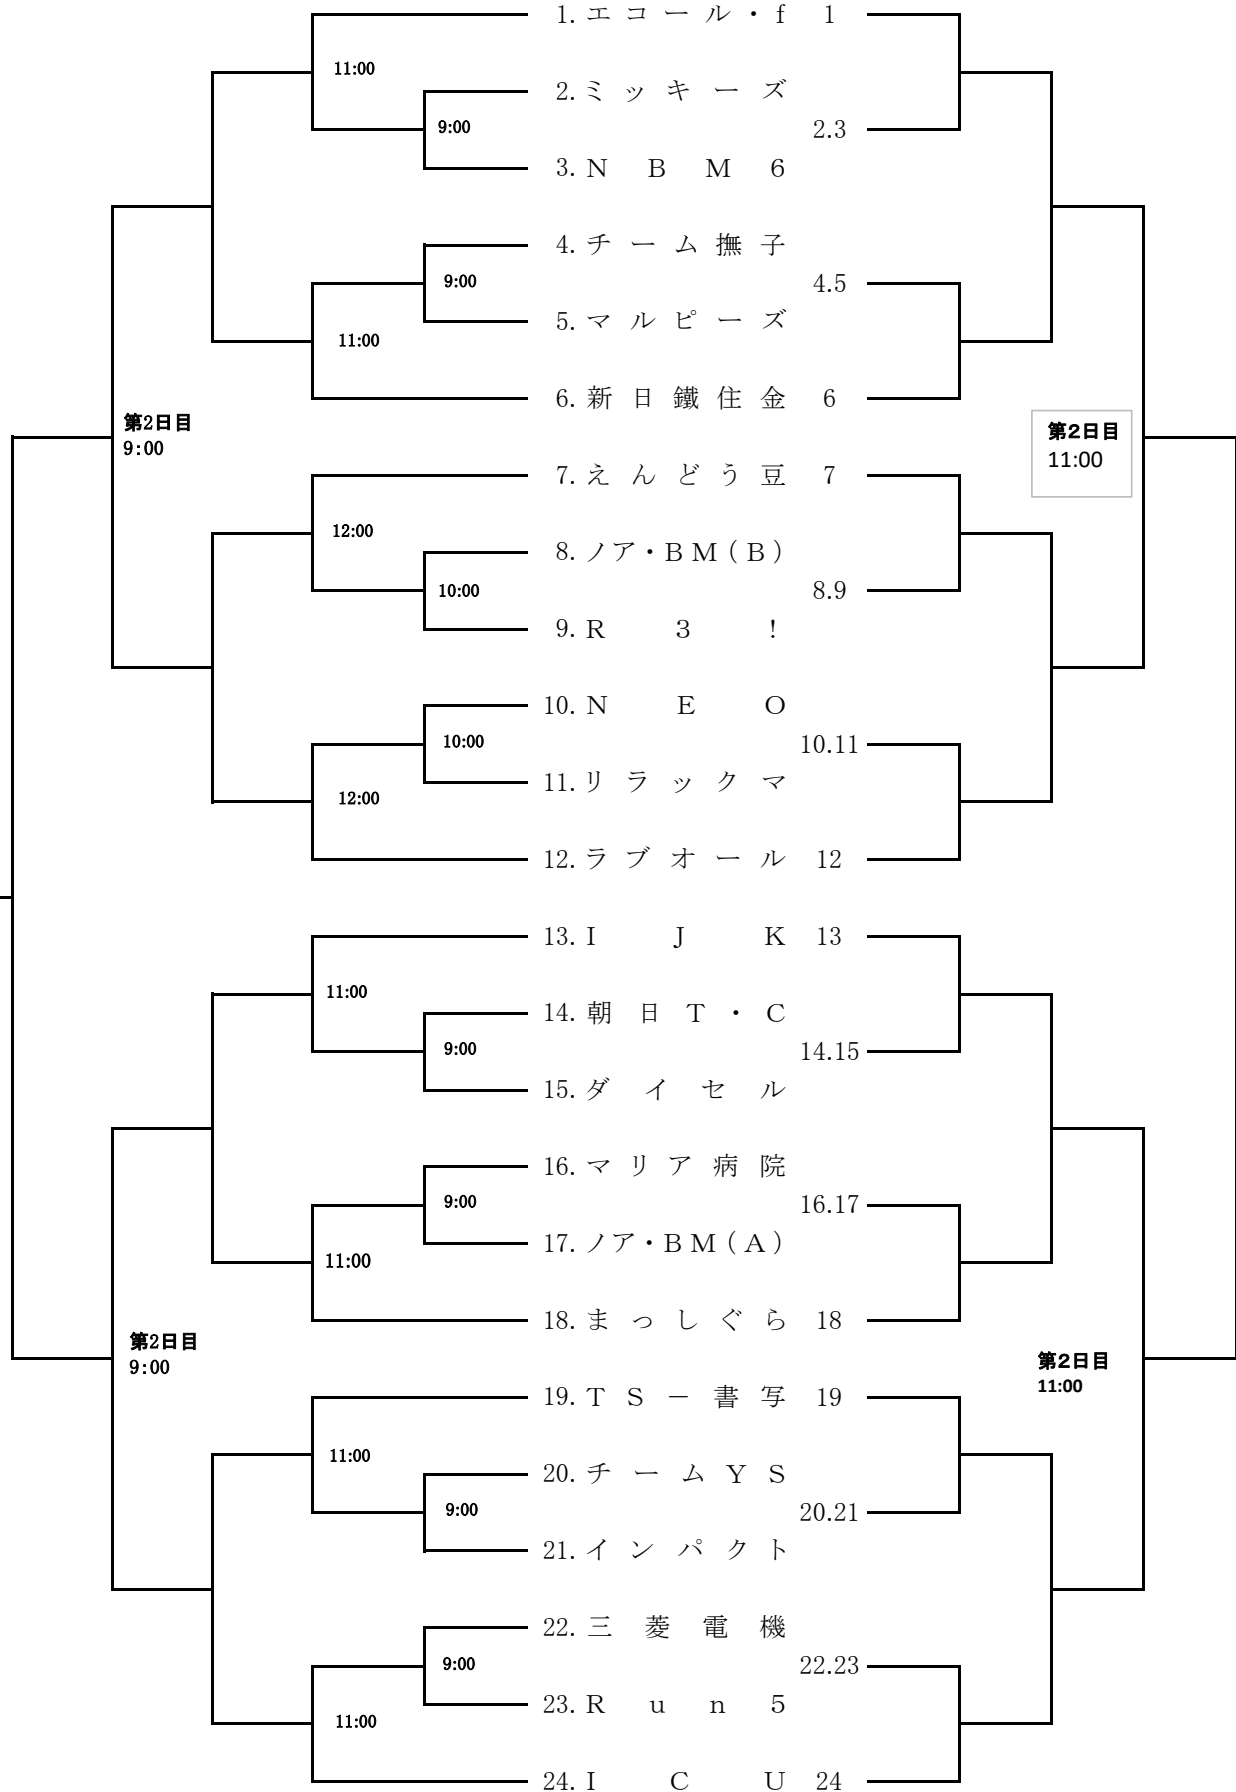 1. エコール・f 1
11:00
2. ミッキーズ
9:00 2.3
3. NBM6
4. チーム撫子
9:00 4.5
5. マルピーズ
11:00
6. 新日鐵住金 6
第2日目
9:00
第2日目
11:00
7. えんどう豆 7
12:00
8. ノア・BM(B)
10:00 8.9
9. R3!
10. NEO
10:00 10.11
11. リラックマ
12:00
12. ラブオール 12
13. IJK 13
11:00
14. 朝日T・C
9:00 14.15
15. ダイセル
16. マリア病院
9:00 16.17
17. ノア・BM(A)
11:00
18. まっしぐら 18
第2日目
9:00
第2日目
11:00
19. TS－書写 19
11:00
20. チームYS
9:00 20.21
21. インパクト
22. 三菱電機
9:00 22.23
23. Run5
11:00
24. ICU 24